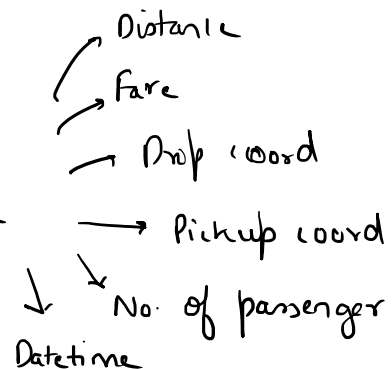 Distance
Fare
Drop coord
Pickup coord
No. of passenger
Datetime